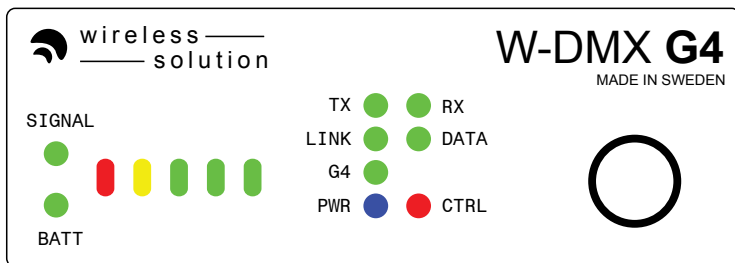 wireless
solution
W-DMX G4
MADE IN SWEDEN
SIGNAL
BATT
TX RX
LINK DATA
G4
PWR CTRL